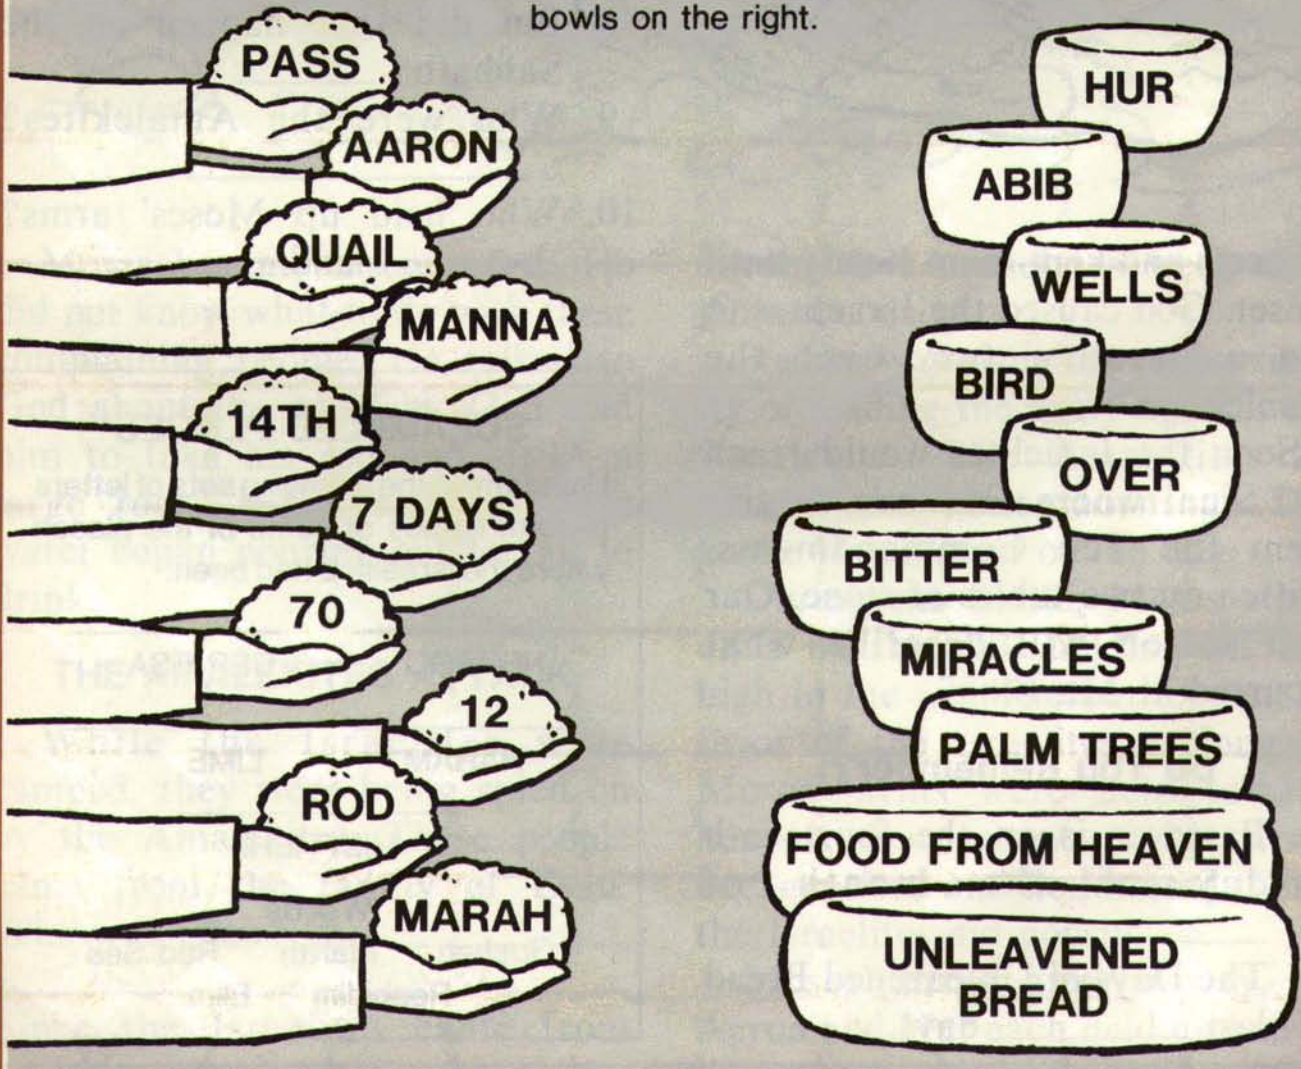 bowls on the right.
PASS
AARON
QUAIL
MANNA
14TH
7 DAYS
70
12
ROD
MARAH
HUR
ABIB
WELLS
BIRD
OVER
BITTER
MIRACLES
PALM TREES
FOOD FROM HEAVEN
UNLEAVENED
BREAD